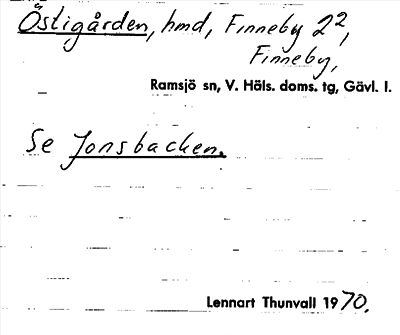 Östigården, hmd, Finneby 2²,
Finneby,
Ramsjö sn, V. Häls. doms. tg, Gävl. l.
Se Jonsbacken.
Lennart Thunvall 1970.